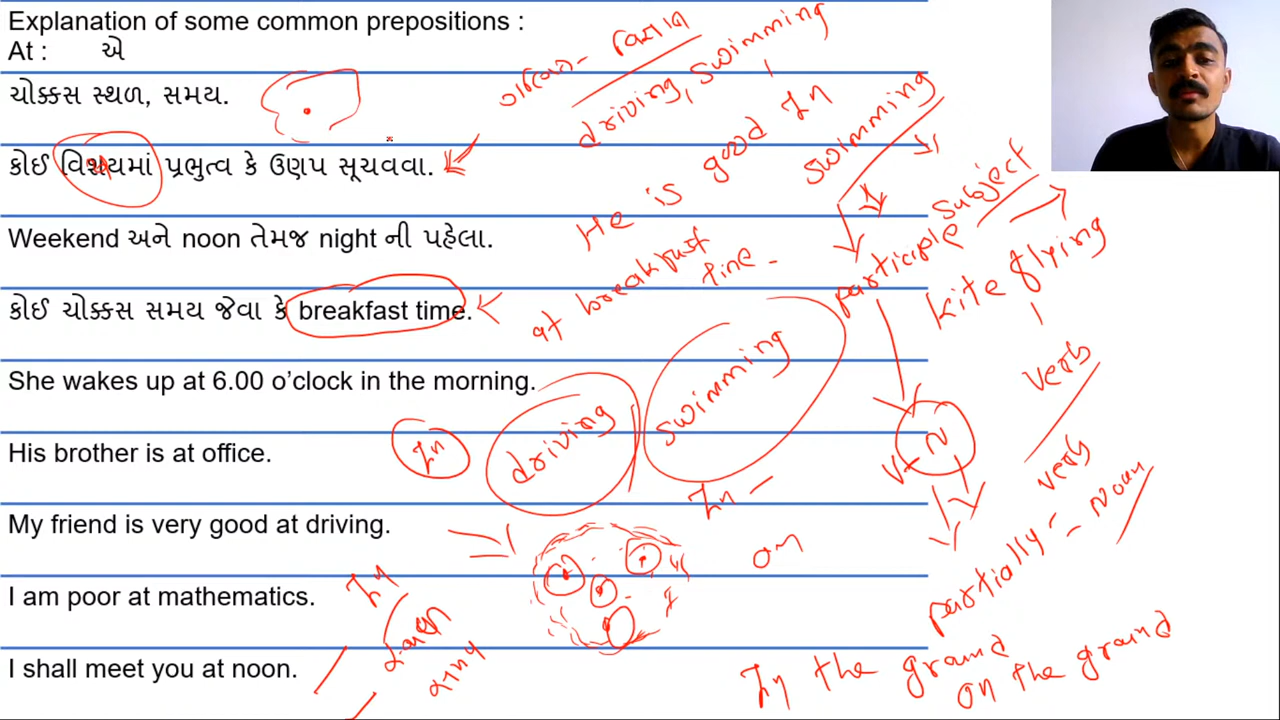 Explanation of some common prepositions :
At : એ
ચોક્કસ સ્થળ, સમય.
કોઈ વિષયમાં પ્રભુત્વ કે ઉણપ સૂચવવા.
Weekend અને noon તેમજ night ની પહેલા.
કોઈ ચોક્કસ સમય જેવા કે breakfast time.
She wakes up at 6.00 o’clock in the morning.
His brother is at office.
My friend is very good at driving.
I am poor at mathematics.
I shall meet you at noon.
driving, swimming
He is good In
swimming
subject
participle
kite flying
at breakfast
time
verb
In
driving
swimming
V-N
verb
Noun
In
on
partially
In
In the ground
on the ground